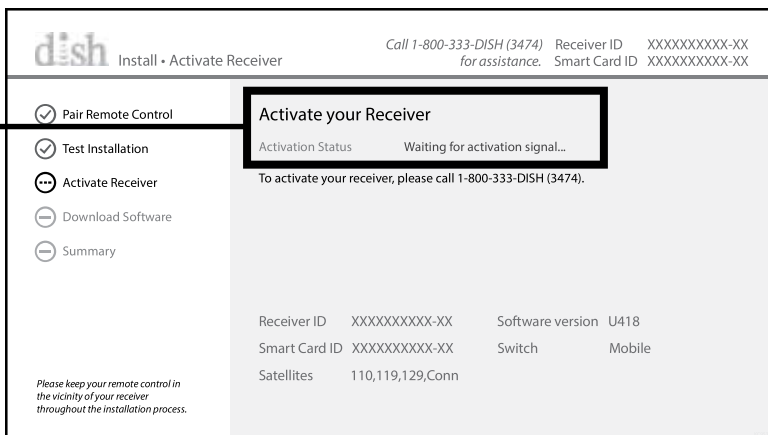 dish Install • Activate Receiver
Call 1-800-333-DISH (3474) Receiver ID XXXXXXXXXX-XX
for assistance. Smart Card ID XXXXXXXXXX-XX
Pair Remote Control
Test Installation
Activate Receiver
Download Software
Summary
Please keep your remote control in
the vicinity of your receiver
throughout the installation process.
Activate your Receiver
Activation Status Waiting for activation signal...
To activate your receiver, please call 1-800-333-DISH (3474).
Receiver ID XXXXXXXXXX-XX Software version U418
Smart Card ID XXXXXXXXXX-XX Switch Mobile
Satellites 110,119,129,Conn